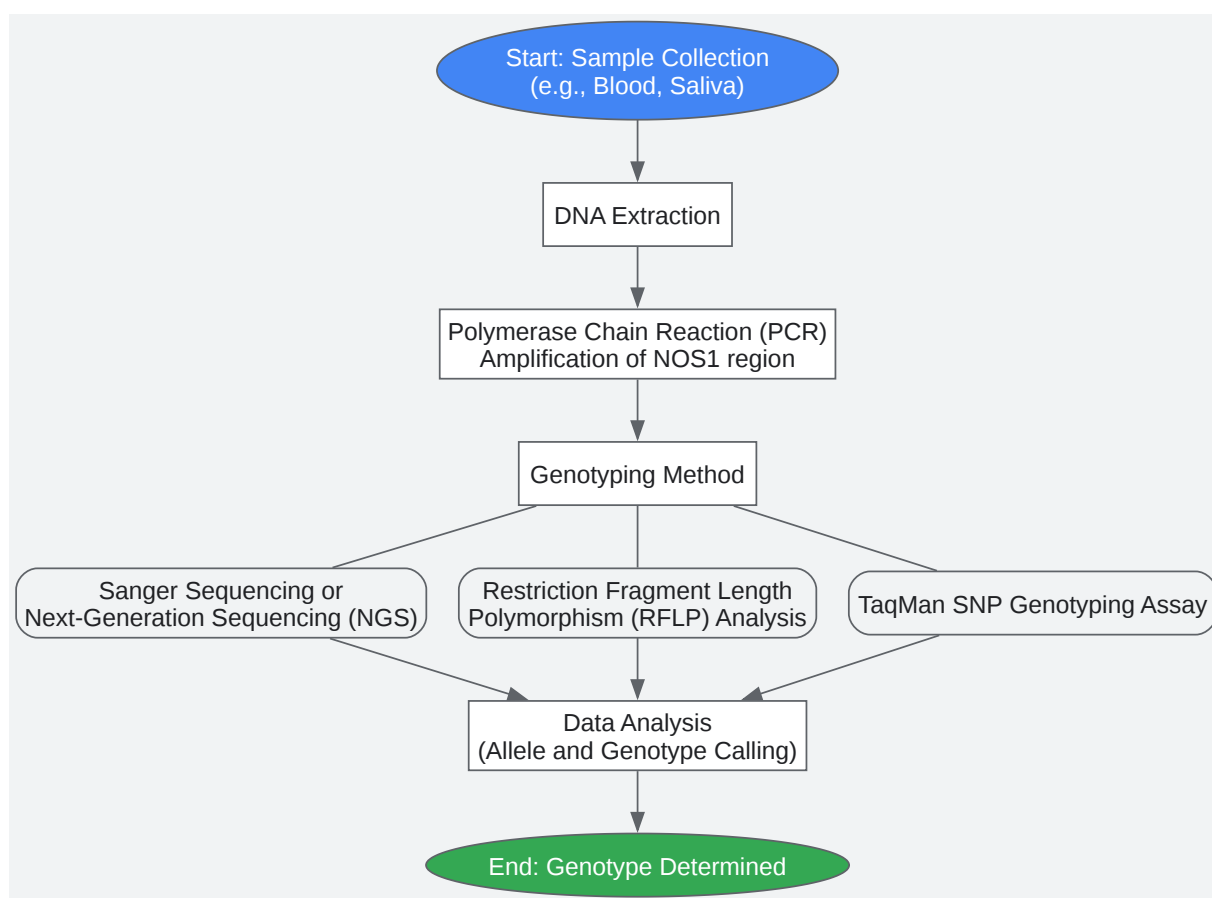 Start: Sample Collection
(e.g., Blood, Saliva)
DNA Extraction
Polymerase Chain Reaction (PCR)
Amplification of NOS1 region
Genotyping Method
Sanger Sequencing or
Next-Generation Sequencing (NGS)
Restriction Fragment Length
Polymorphism (RFLP) Analysis
TaqMan SNP Genotyping Assay
Data Analysis
(Allele and Genotype Calling)
End: Genotype Determined